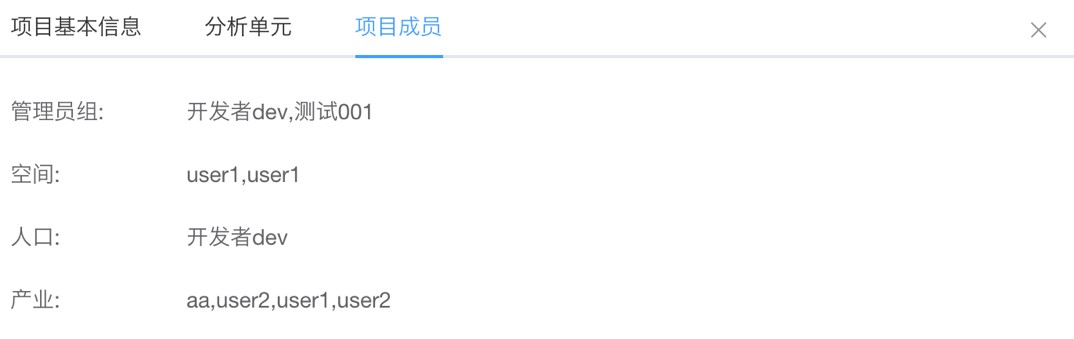 项目基本信息 分析单元 项目成员
管理员组: 开发者dev,测试001
空间: user1,user1
人口: 开发者dev
产业: aa,user2,user1,user2